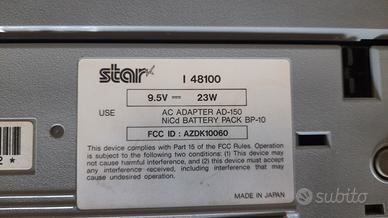 star I 48100
9.5V ⎓ 23W
USE AC ADAPTER AD-150
NiCd BATTERY PACK BP-10
FCC ID : AZDK10060
This device complies with Part 15 of the FCC Rules. Operation
is subject to the following two conditions: (1) This device may
not cause harmful interference, and (2) this device must accept
any interference received, including interference that may
cause undesired operation.
MADE IN JAPAN
subito